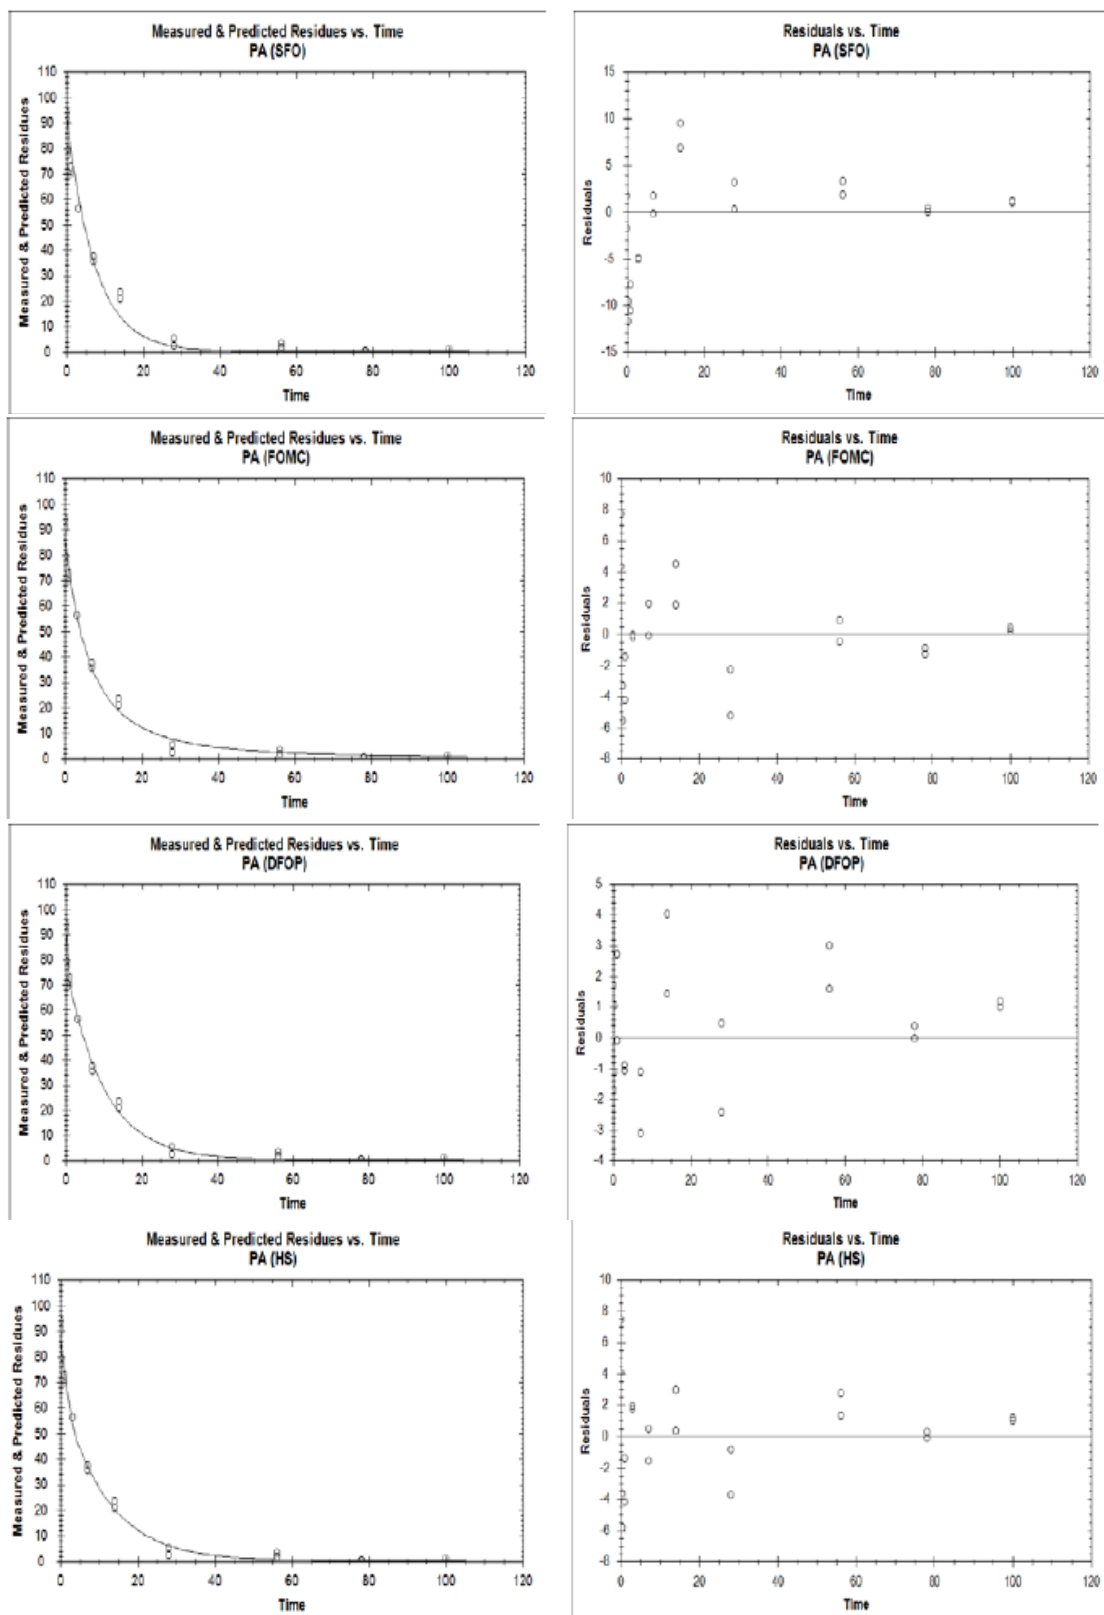 Measured & Predicted Residues vs. Time
PA (SFO)
Measured & Predicted Residues
110
100
90
80
70
60
50
40
30
20
10
0
0 20 40 60 80 100 120
Time
Residuals vs. Time
PA (SFO)
Residuals
15
10
5
0
-5
-10
-15
0 20 40 60 80 100 120
Time
Measured & Predicted Residues vs. Time
PA (FOMC)
Measured & Predicted Residues
110
100
90
80
70
60
50
40
30
20
10
0
0 20 40 60 80 100 120
Time
Residuals vs. Time
PA (FOMC)
Residuals
10
8
6
4
2
0
-2
-4
-6
-8
0 20 40 60 80 100 120
Time
Measured & Predicted Residues vs. Time
PA (DFOP)
Measured & Predicted Residues
110
100
90
80
70
60
50
40
30
20
10
0
0 20 40 60 80 100 120
Time
Residuals vs. Time
PA (DFOP)
Residuals
5
4
3
2
1
0
-1
-2
-3
-4
0 20 40 60 80 100 120
Time
Measured & Predicted Residues vs. Time
PA (HS)
Measured & Predicted Residues
110
100
90
80
70
60
50
40
30
20
10
0
0 20 40 60 80 100 120
Time
Residuals vs. Time
PA (HS)
Residuals
10
8
6
4
2
0
-2
-4
-6
-8
0 20 40 60 80 100 120
Time